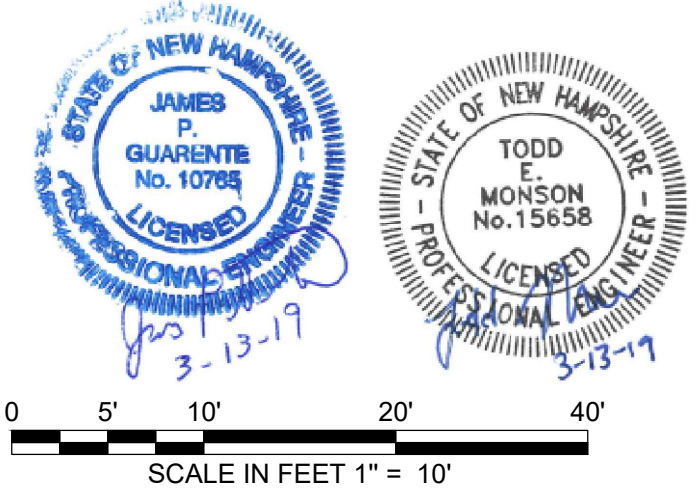 STATE OF NEW HAMPSHIRE
JAMES
P.
GUARENTE
No. 10765
LICENSED
PROFESSIONAL ENGINEER
3-13-19
STATE OF NEW HAMPSHIRE
TODD
E.
MONSON
No.15658
LICENSED
PROFESSIONAL ENGINEER
3-13-19
0 5' 10' 20' 40'
SCALE IN FEET 1" = 10'